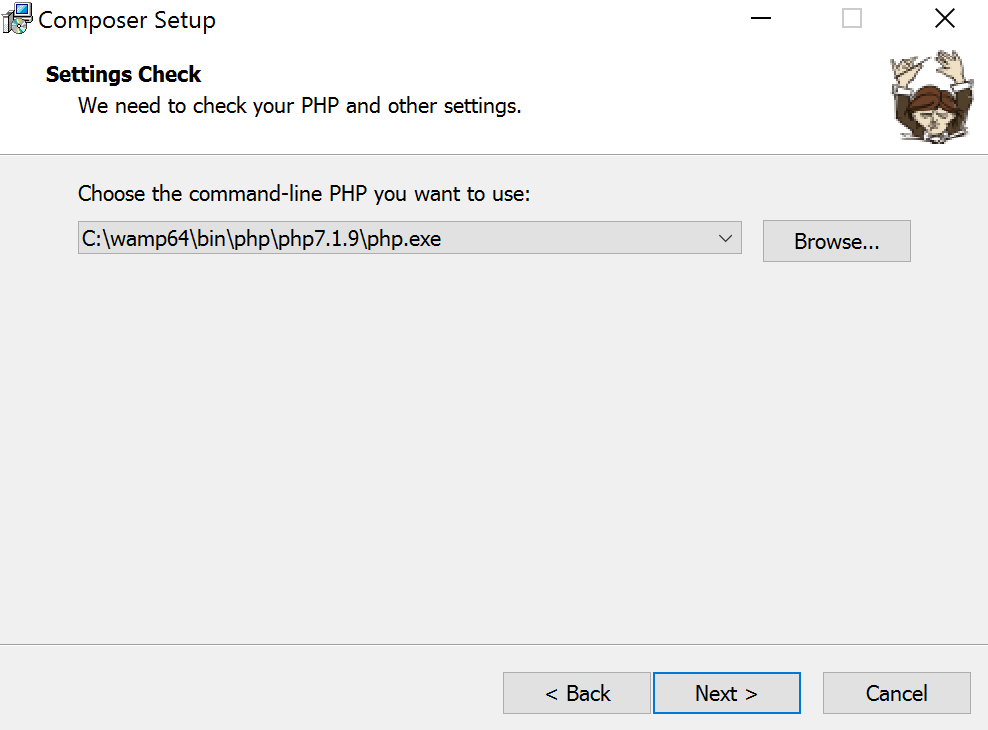 Composer Setup
Settings Check
We need to check your PHP and other settings.
Choose the command-line PHP you want to use:
C:\wamp64\bin\php\php7.1.9\php.exe
Browse...
< Back
Next >
Cancel